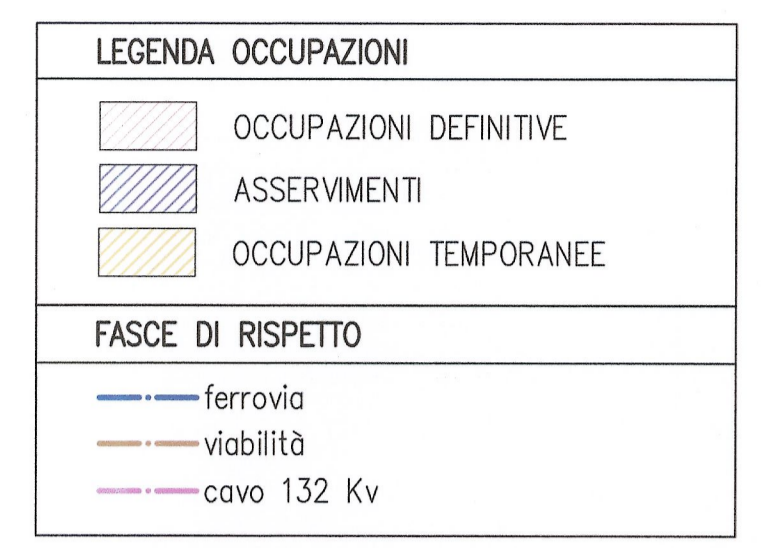 LEGENDA OCCUPAZIONI
OCCUPAZIONI DEFINITIVE
ASSERVIMENTI
OCCUPAZIONI TEMPORANEE
FASCE DI RISPETTO
ferrovia
viabilità
cavo 132 Kv